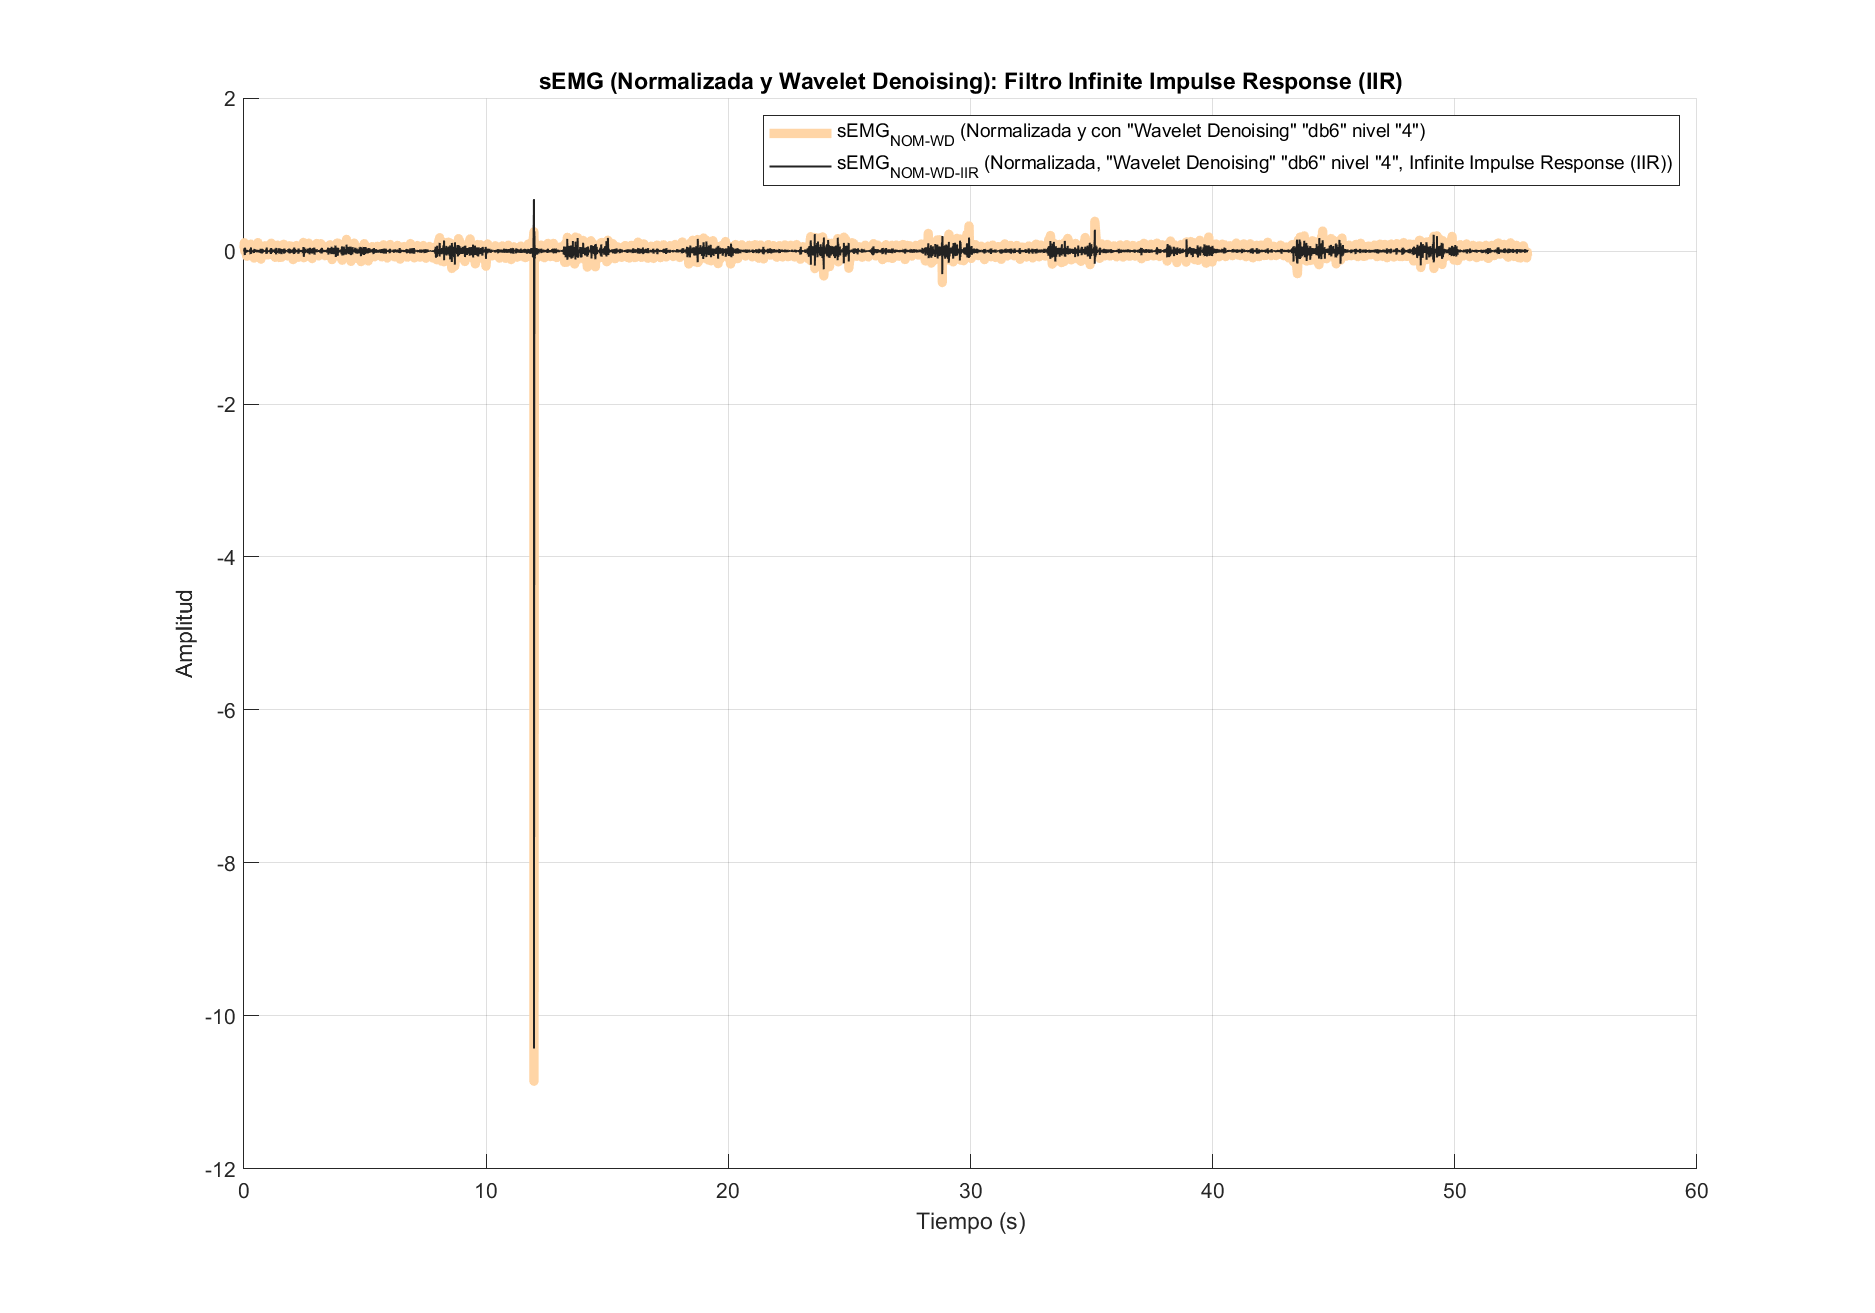 sEMG (Normalizada y Wavelet Denoising): Filtro Infinite Impulse Response (IIR)
sEMG_NOM-WD (Normalizada y con "Wavelet Denoising" "db6" nivel "4")
sEMG_NOM-WD-IIR (Normalizada, "Wavelet Denoising" "db6" nivel "4", Infinite Impulse Response (IIR))
2
0
-2
-4
-6
-8
-10
-12
Amplitud
0 10 20 30 40 50 60
Tiempo (s)